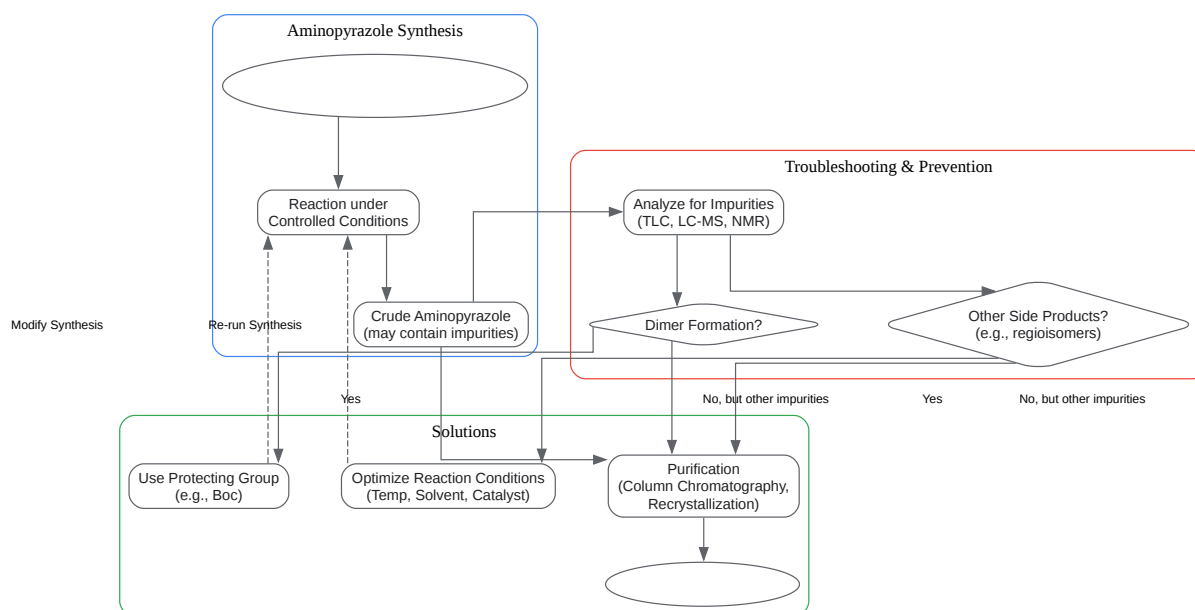 Aminopyrazole Synthesis
Troubleshooting & Prevention
Reaction under
Controlled Conditions
Analyze for Impurities
(TLC, LC-MS, NMR)
Modify Synthesis
Re-run Synthesis
Crude Aminopyrazole
(may contain impurities)
Dimer Formation?
Other Side Products?
(e.g., regioisomers)
Yes
No, but other impurities
Yes
No, but other impurities
Solutions
Use Protecting Group
(e.g., Boc)
Optimize Reaction Conditions
(Temp, Solvent, Catalyst)
Purification
(Column Chromatography,
Recrystallization)